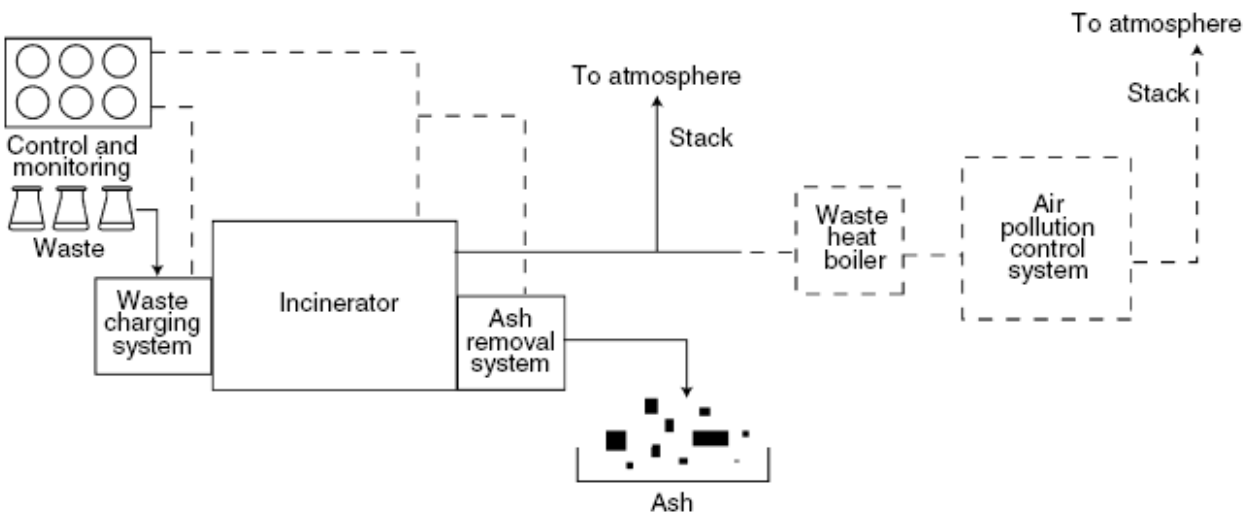 To atmosphere
Stack
To atmosphere
Stack
Control and
monitoring
Waste
Waste
charging
system
Incinerator
Ash
removal
system
Waste
heat
boiler
Air
pollution
control
system
Ash